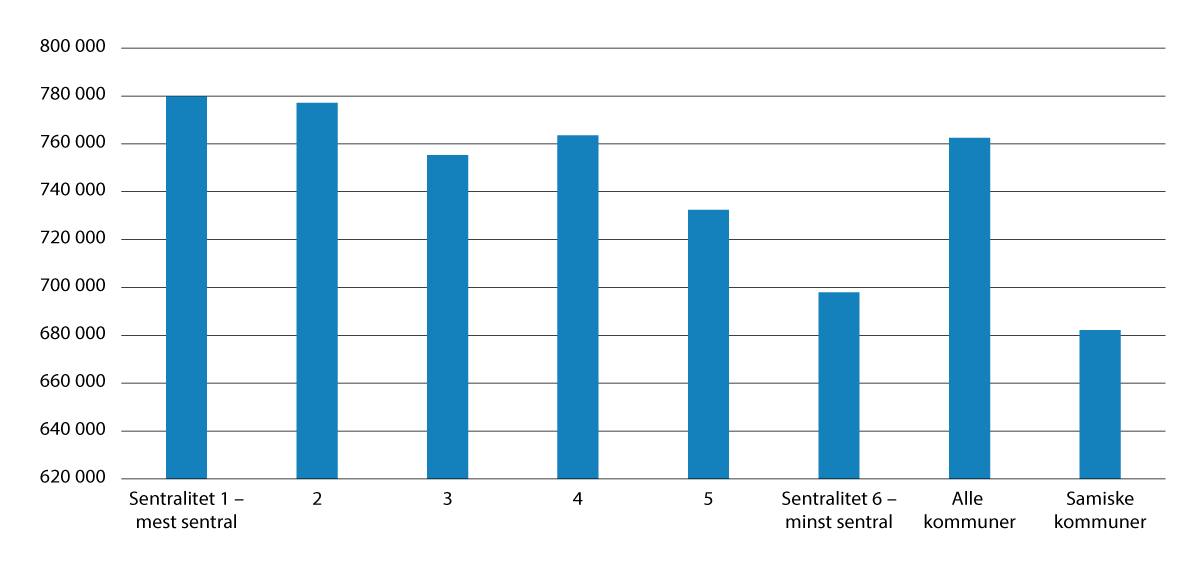 800 000
780 000
760 000
740 000
720 000
700 000
680 000
660 000
640 000
620 000
Sentralitet 1 –
mest sentral
2
3
4
5
Sentralitet 6 –
minst sentral
Alle
kommuner
Samiske
kommuner